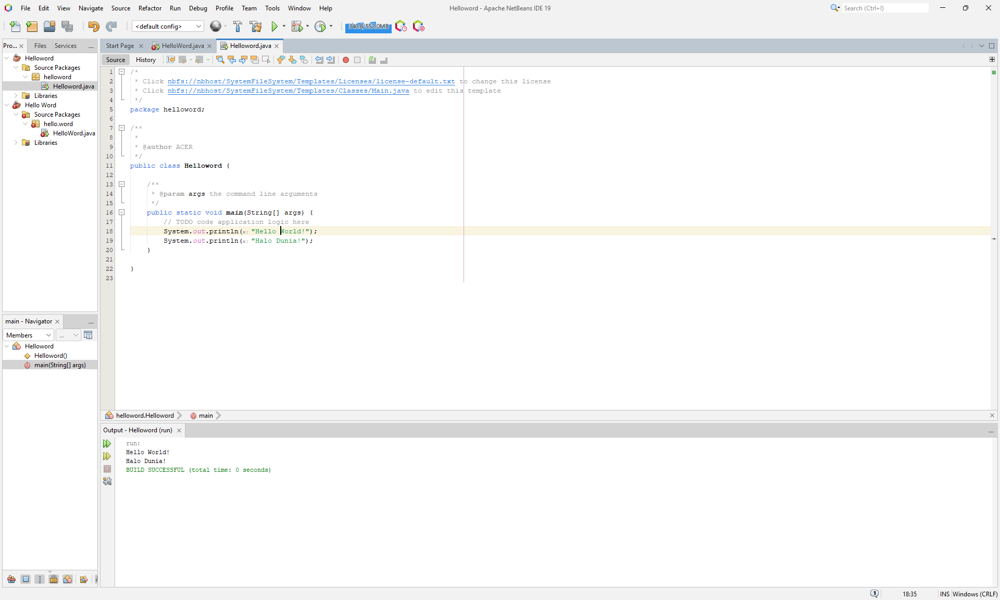 File Edit View Navigate Source Refactor Run Debug Profile Team Tools Window Help
Helloword - Apache NetBeans IDE 19
Search (Ctrl+I)
<default config>
340.8/552.0MB
Pro... Files Services
Start Page HelloWord.java Helloword.java
Source History
Helloword
Source Packages
helloword
Helloword.java
Libraries
Hello Word
Source Packages
hello.word
HelloWord.java
Libraries
1 /*
2 * Click nbfs://nbhost/SystemFileSystem/Templates/Licenses/license-default.txt to change this license
3 * Click nbfs://nbhost/SystemFileSystem/Templates/Classes/Main.java to edit this template
4 */
5 package helloword;
6
7 /**
8 *
9 * @author ACER
10 */
11 public class Helloword {
12
13 /**
14 * @param args the command line arguments
15 */
16 public static void main(String[] args) {
17 // TODO code application logic here
18 System.out.println(x: "Hello World!");
19 System.out.println(x: "Halo Dunia!");
20 }
21
22 }
23
main - Navigator
Members ...
Helloword
Helloword()
main(String[] args)
helloword.Helloword main
Output - Helloword (run)
run:
Hello World!
Halo Dunia!
BUILD SUCCESSFUL (total time: 0 seconds)
1 18:35 INS Windows (CRLF)